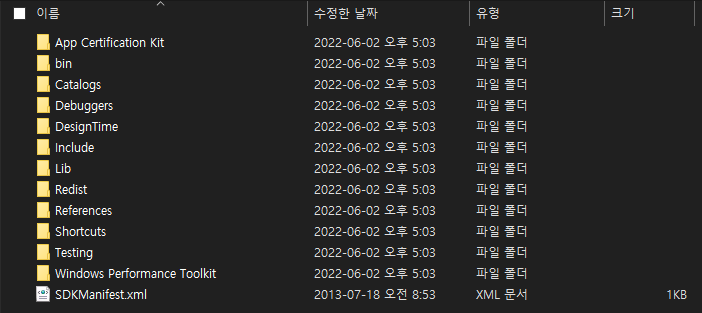 이름 수정한 날짜 유형 크기
App Certification Kit 2022-06-02 오후 5:03 파일 폴더
bin 2022-06-02 오후 5:03 파일 폴더
Catalogs 2022-06-02 오후 5:03 파일 폴더
Debuggers 2022-06-02 오후 5:03 파일 폴더
DesignTime 2022-06-02 오후 5:03 파일 폴더
Include 2022-06-02 오후 5:03 파일 폴더
Lib 2022-06-02 오후 5:03 파일 폴더
Redist 2022-06-02 오후 5:03 파일 폴더
References 2022-06-02 오후 5:03 파일 폴더
Shortcuts 2022-06-02 오후 5:03 파일 폴더
Testing 2022-06-02 오후 5:03 파일 폴더
Windows Performance Toolkit 2022-06-02 오후 5:03 파일 폴더
SDKManifest.xml 2013-07-18 오전 8:53 XML 문서 1KB